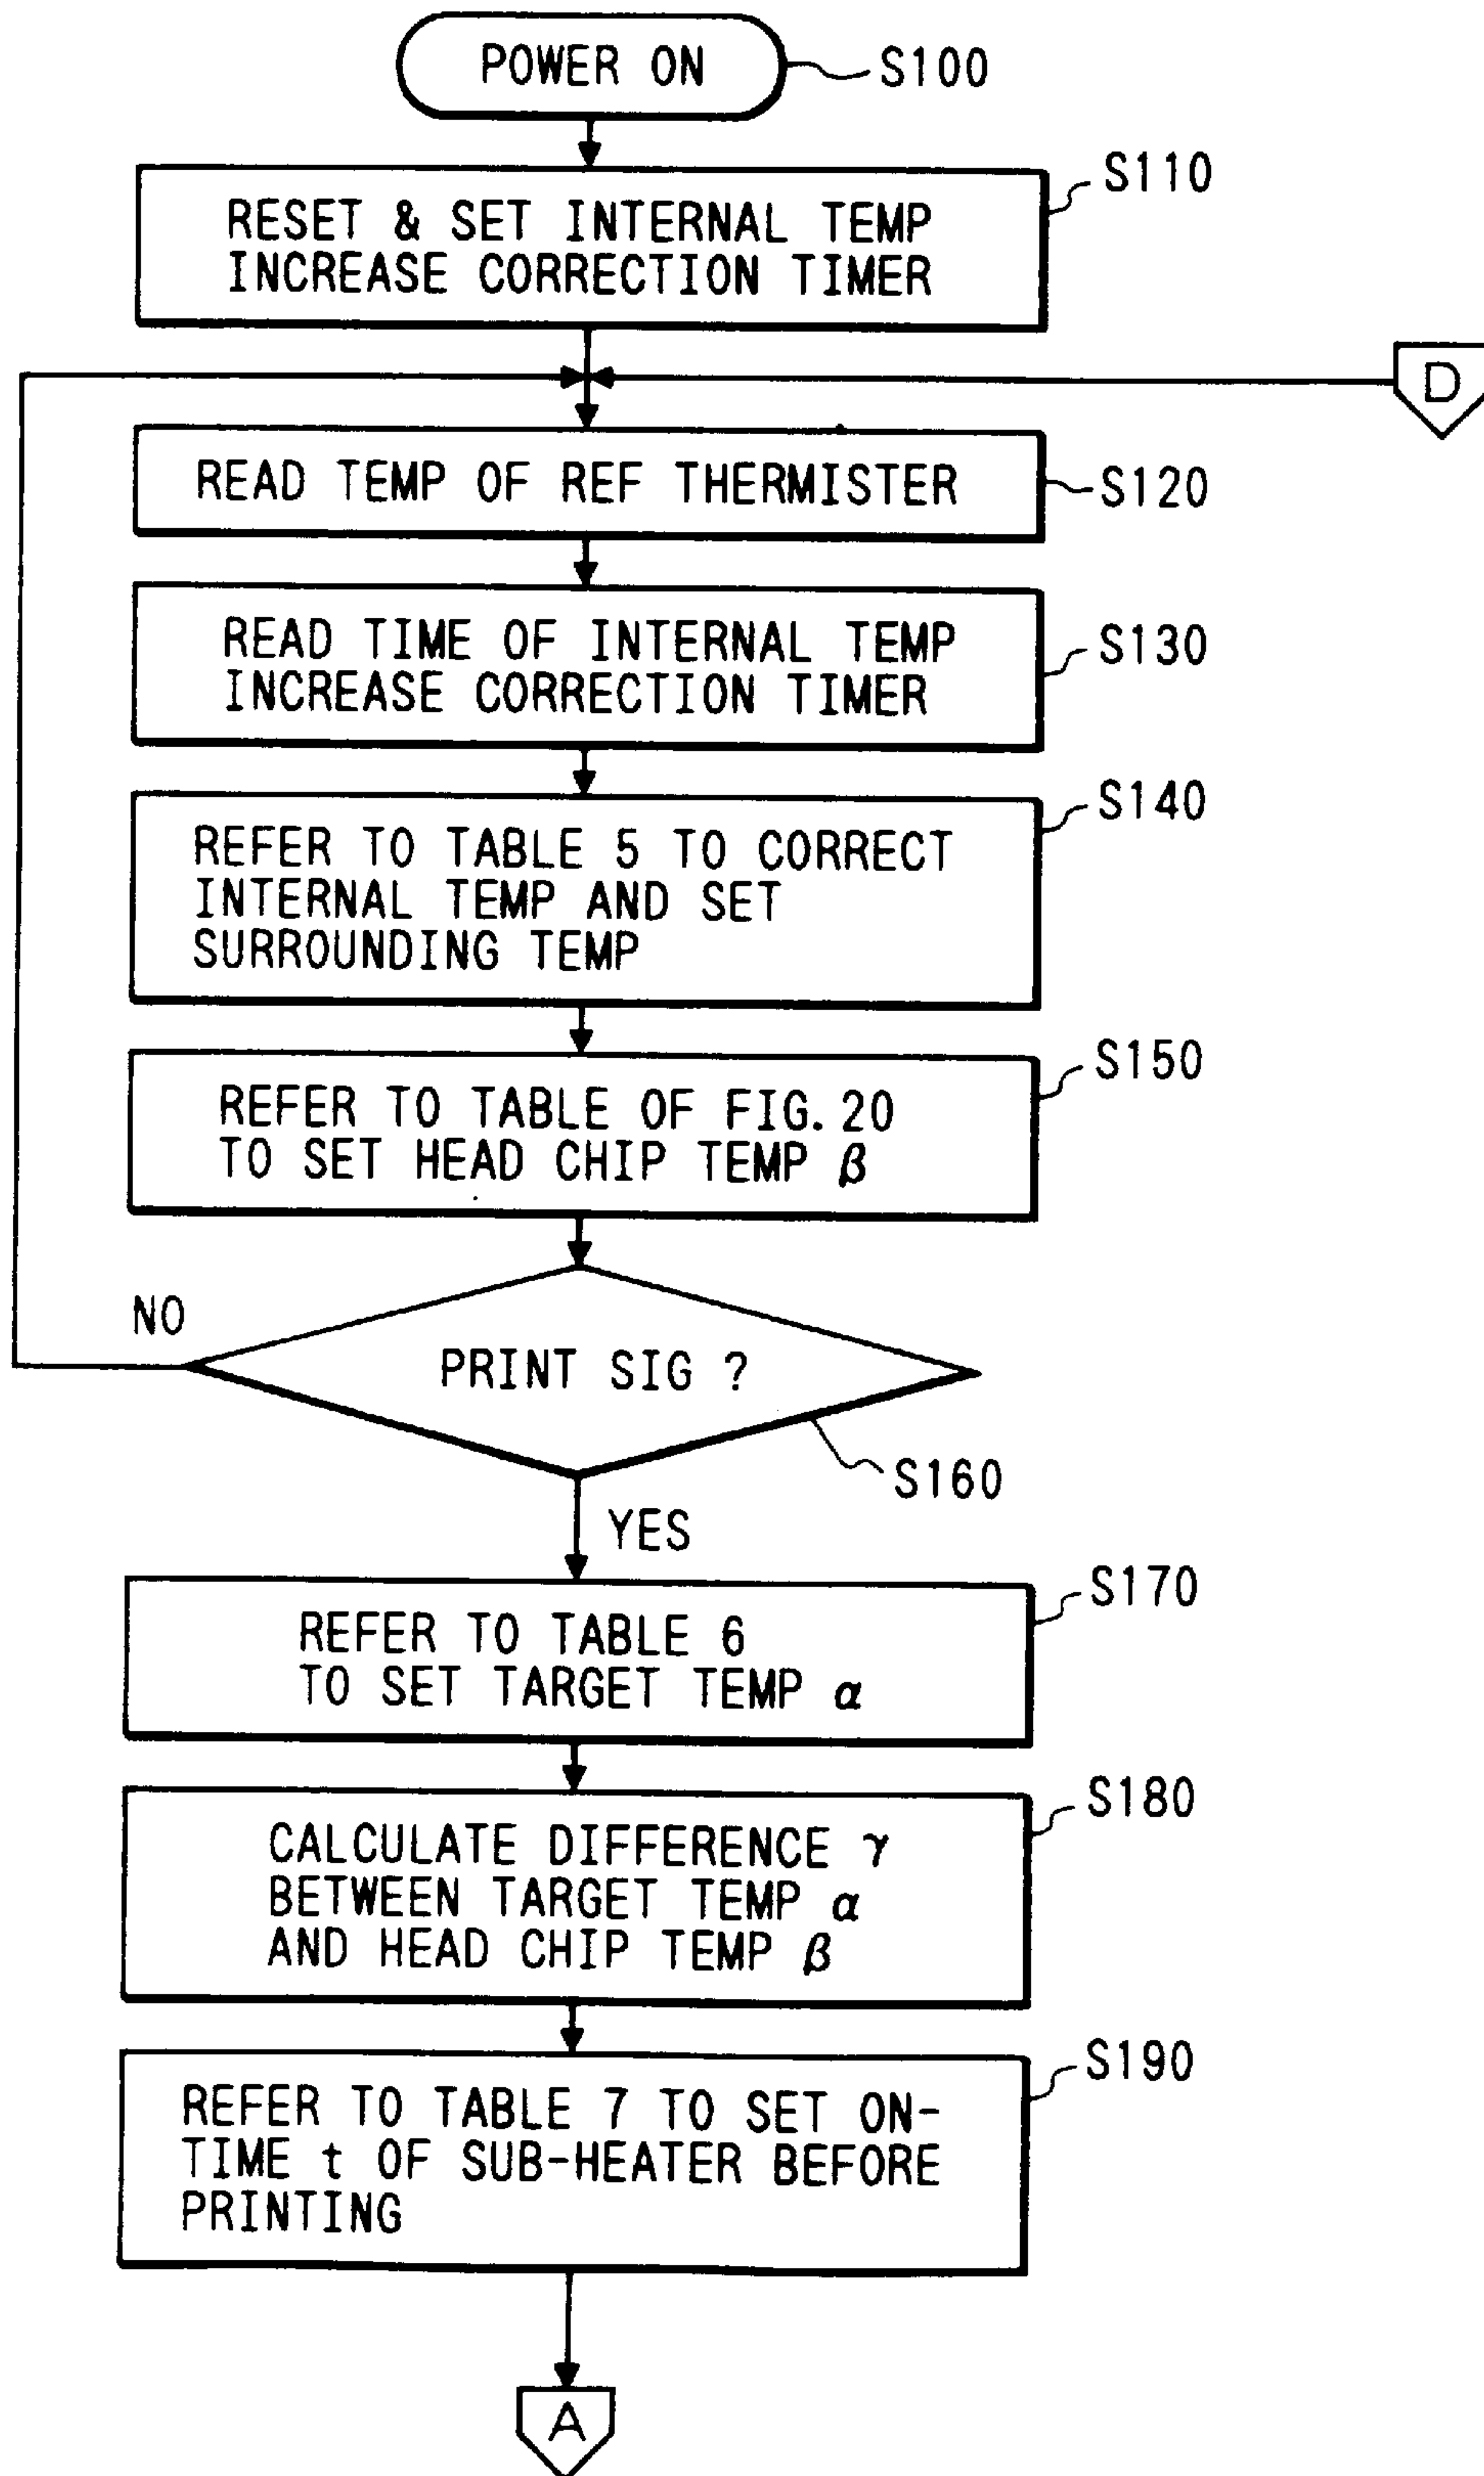 POWER ON
S100
S110
RESET & SET INTERNAL TEMP
INCREASE CORRECTION TIMER
D
READ TEMP OF REF THERMISTER
S120
READ TIME OF INTERNAL TEMP
INCREASE CORRECTION TIMER
S130
S140
REFER TO TABLE 5 TO CORRECT
INTERNAL TEMP AND SET
SURROUNDING TEMP
S150
REFER TO TABLE OF FIG. 20
TO SET HEAD CHIP TEMP β
NO
PRINT SIG ?
S160
YES
S170
REFER TO TABLE 6
TO SET TARGET TEMP α
S180
CALCULATE DIFFERENCE γ
BETWEEN TARGET TEMP α
AND HEAD CHIP TEMP β
S190
REFER TO TABLE 7 TO SET ON-
TIME t OF SUB-HEATER BEFORE
PRINTING
A